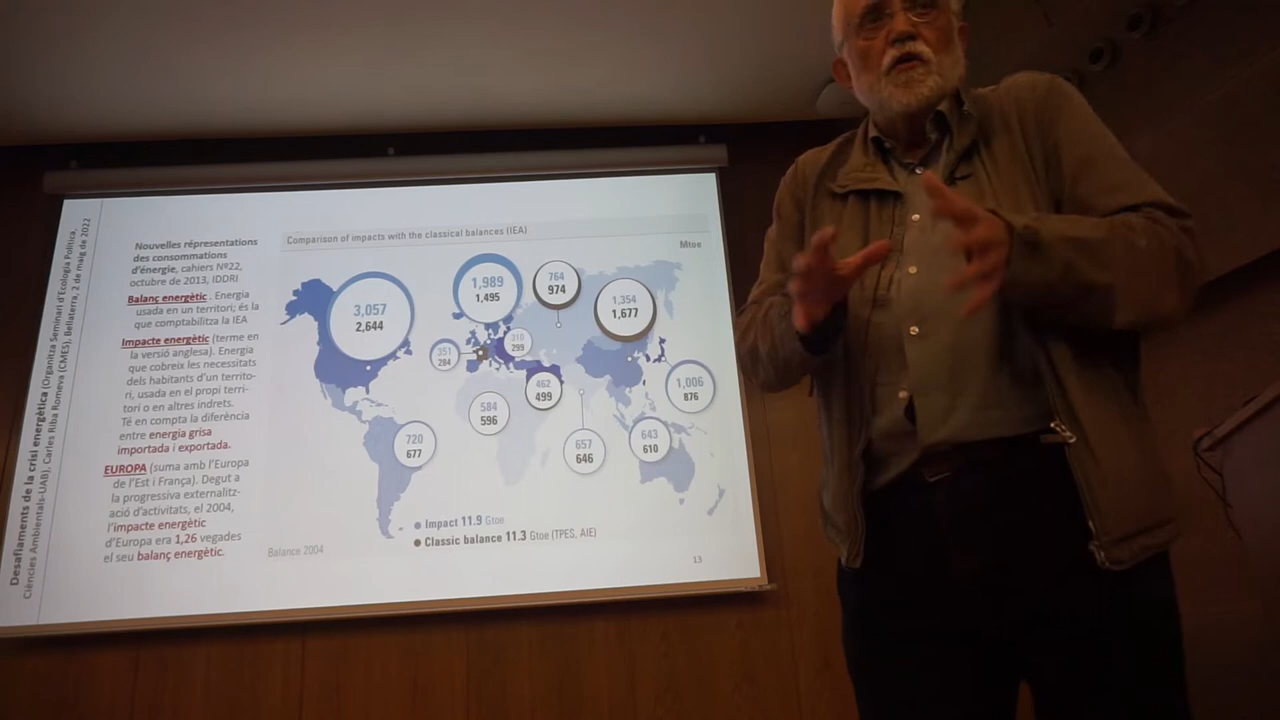 Desafiaments de la crisi energètica (Organitza Seminari d'Ecologia Política,
Ciències Ambientals-UAB), Carles Riba Romeva (CMES), Bellaterra, 2 de maig de 2022
Nouvelles réprésentations
des consommations
d'énergie, cahiers Nº22,
octubre de 2013, IDDRI
Balanç energètic . Energia
usada en un territori; és la
que comptabilitza la IEA
Impacte energètic (terme en
la versió anglesa). Energia
que cobreix les necessitats
dels habitants d'un territo-
ri, usada en el propi terri-
tori o en altres indrets.
Té en compta la diferència
entre energia grisa
importada i exportada.
EUROPA (suma amb l'Europa
de l'Est i França). Degut a
la progressiva externalitz-
ació d'activitats, el 2004,
l'impacte energètic
d'Europa era 1,26 vegades
el seu balanç energètic.
Comparison of impacts with the classical balances (IEA)
Mtoe
3,057
2,644
1,989
1,495
764
974
1,354
1,677
351
284
310
299
462
499
1,006
876
584
596
720
677
657
646
643
610
Impact 11.9 Gtoe
Classic balance 11.3 Gtoe (TPES, AIE)
Balance 2004
13